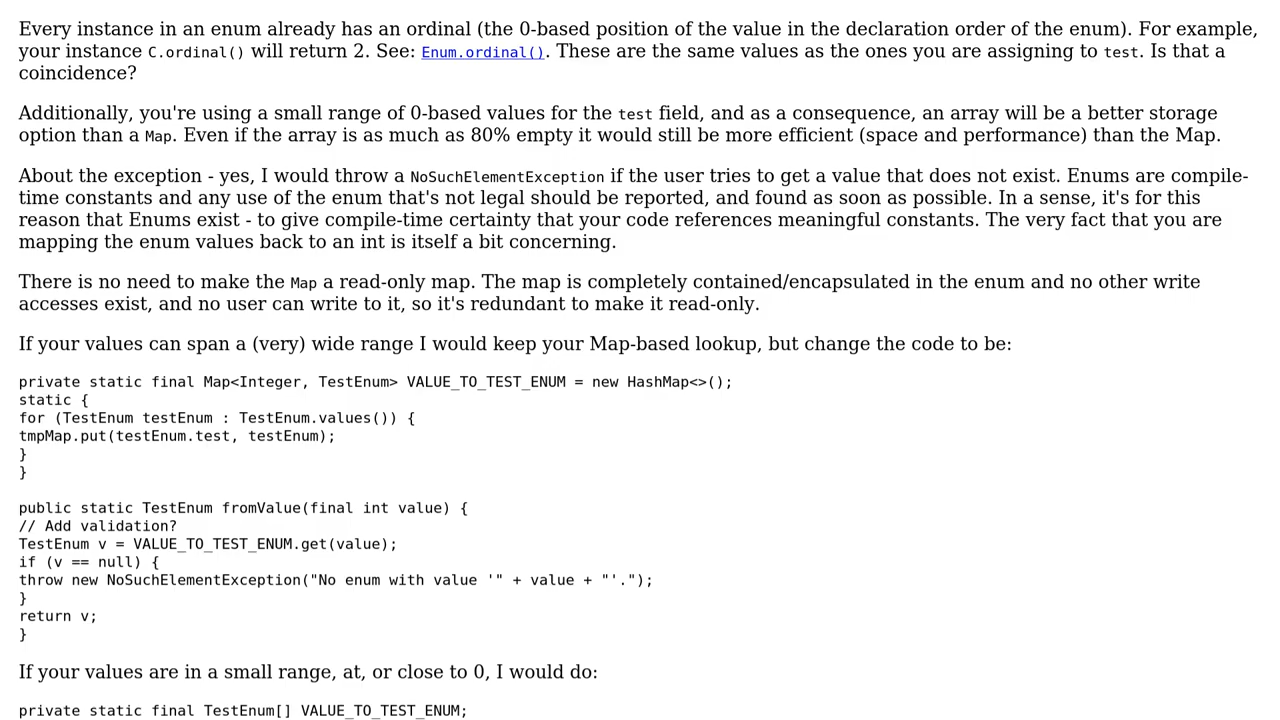 Every instance in an enum already has an ordinal (the 0-based position of the value in the declaration order of the enum). For example,
your instance C.ordinal() will return 2. See: Enum.ordinal(). These are the same values as the ones you are assigning to test. Is that a
coincidence?
Additionally, you're using a small range of 0-based values for the test field, and as a consequence, an array will be a better storage
option than a Map. Even if the array is as much as 80% empty it would still be more efficient (space and performance) than the Map.
About the exception - yes, I would throw a NoSuchElementException if the user tries to get a value that does not exist. Enums are compile-
time constants and any use of the enum that's not legal should be reported, and found as soon as possible. In a sense, it's for this
reason that Enums exist - to give compile-time certainty that your code references meaningful constants. The very fact that you are
mapping the enum values back to an int is itself a bit concerning.
There is no need to make the Map a read-only map. The map is completely contained/encapsulated in the enum and no other write
accesses exist, and no user can write to it, so it's redundant to make it read-only.
If your values can span a (very) wide range I would keep your Map-based lookup, but change the code to be:
private static final Map<Integer, TestEnum> VALUE_TO_TEST_ENUM = new HashMap<>();
static {
for (TestEnum testEnum : TestEnum.values()) {
tmpMap.put(testEnum.test, testEnum);
}
}
public static TestEnum fromValue(final int value) {
// Add validation?
TestEnum v = VALUE_TO_TEST_ENUM.get(value);
if (v == null) {
throw new NoSuchElementException("No enum with value '" + value + "'.");
}
return v;
}
If your values are in a small range, at, or close to 0, I would do:
private static final TestEnum[] VALUE_TO_TEST_ENUM;